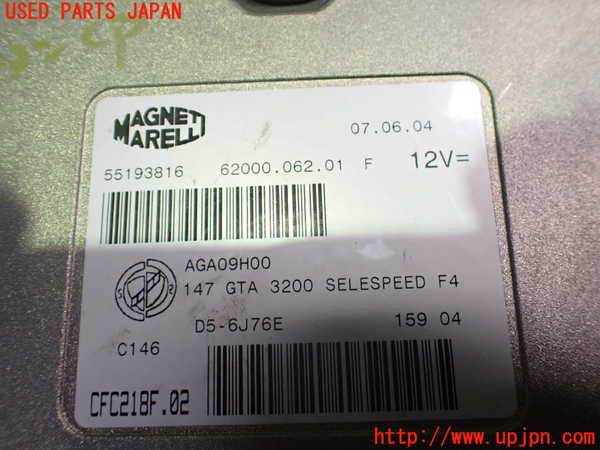 USED PARTS JAPAN
MAGNETI MARELLI
07.06.04
55193816 62000.062.01 F 12V=
AGA09H00
147 GTA 3200 SELESPEED F4
D5-6J76E 159 04
C146
CFC218F.02
http://www.upjpn.com